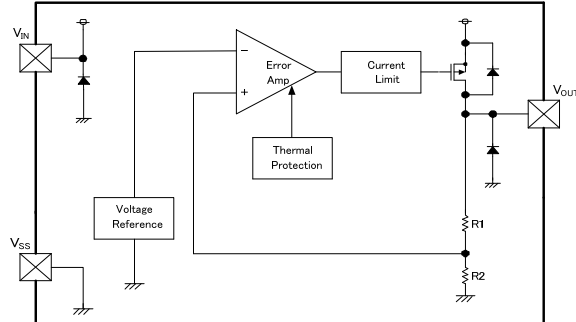 VIN
−
+
Error
Amp
Current
Limit
VOUT
Thermal
Protection
Voltage
Reference
R1
VSS
R2